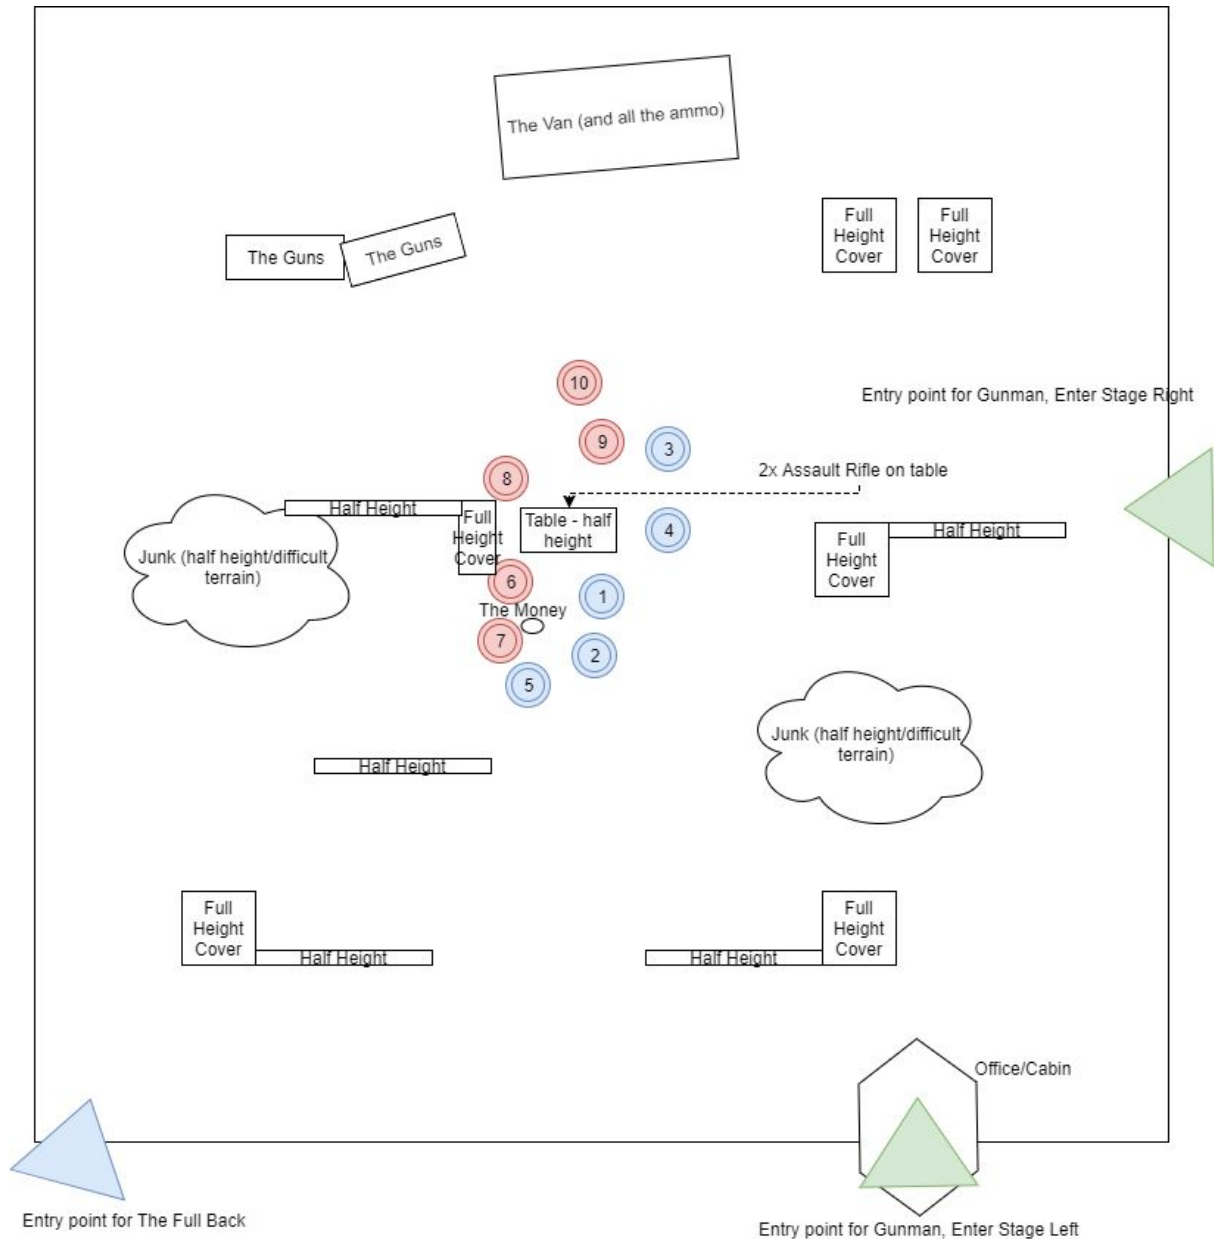 The Van (and all the ammo)
Full
Height
Cover
Full
Height
Cover
The Guns
The Guns
10
Entry point for Gunman, Enter Stage Right
9
3
2x Assault Rifle on table
8
Half Height
Full
Height
Cover
Table - half
height
4
Full
Height
Cover
Half Height
Junk (half height/difficult
terrain)
6
1
The Money
7
2
5
Junk (half height/difficult
terrain)
Half Height
Full
Height
Cover
Half Height
Half Height
Full
Height
Cover
Office/Cabin
Entry point for The Full Back
Entry point for Gunman, Enter Stage Left